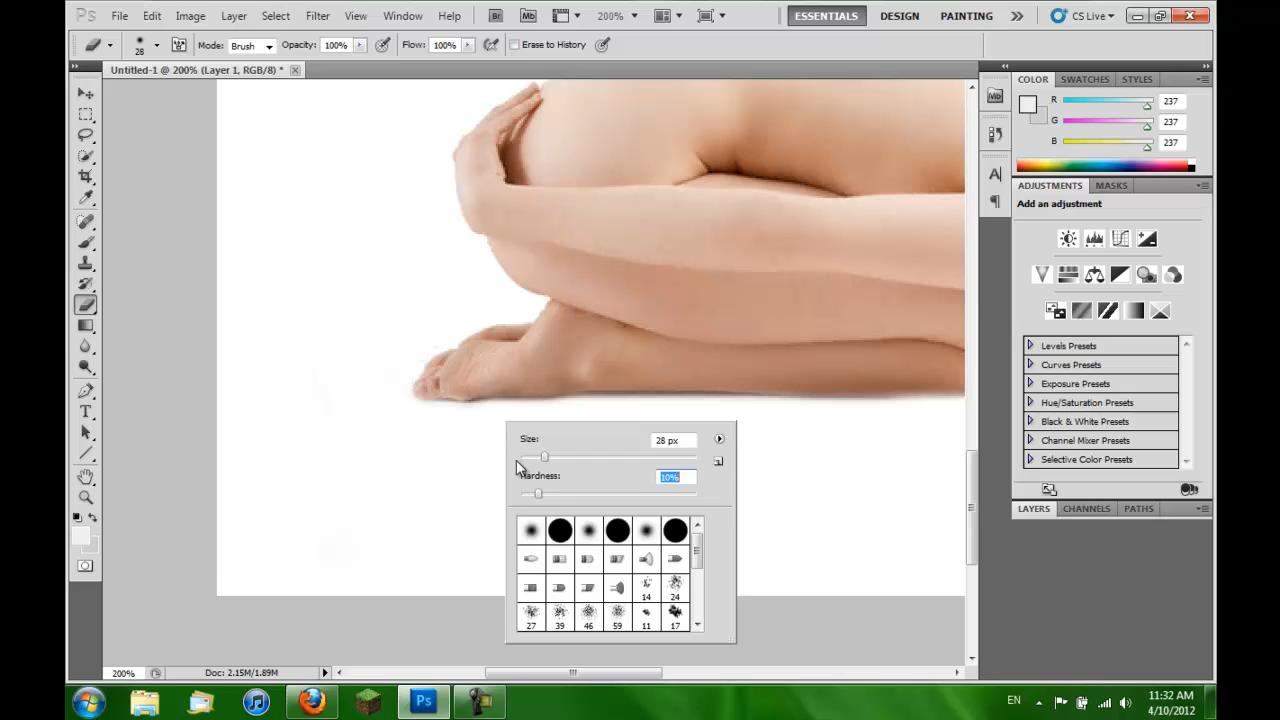 Ps File Edit Image Layer Select Filter View Window Help Br Mb 200% ESSENTIALS DESIGN PAINTING CS Live
28 Mode: Brush Opacity: 100% Flow: 100% Erase to History
Untitled-1 @ 200% (Layer 1, RGB/8) *
COLOR SWATCHES STYLES
R 237
G 237
B 237
ADJUSTMENTS MASKS
Add an adjustment
Levels Presets
Curves Presets
Exposure Presets
Hue/Saturation Presets
Black & White Presets
Channel Mixer Presets
Selective Color Presets
LAYERS CHANNELS PATHS
Size: 28 px
Hardness: 10%
14 24
27 39 46 59 11 17
200% Doc: 2.15M/1.89M
Ps EN 11:32 AM
4/10/2012